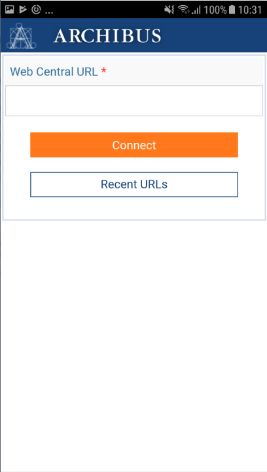 ... 100% 10:31
ARCHIBUS
Web Central URL *
Connect
Recent URLs